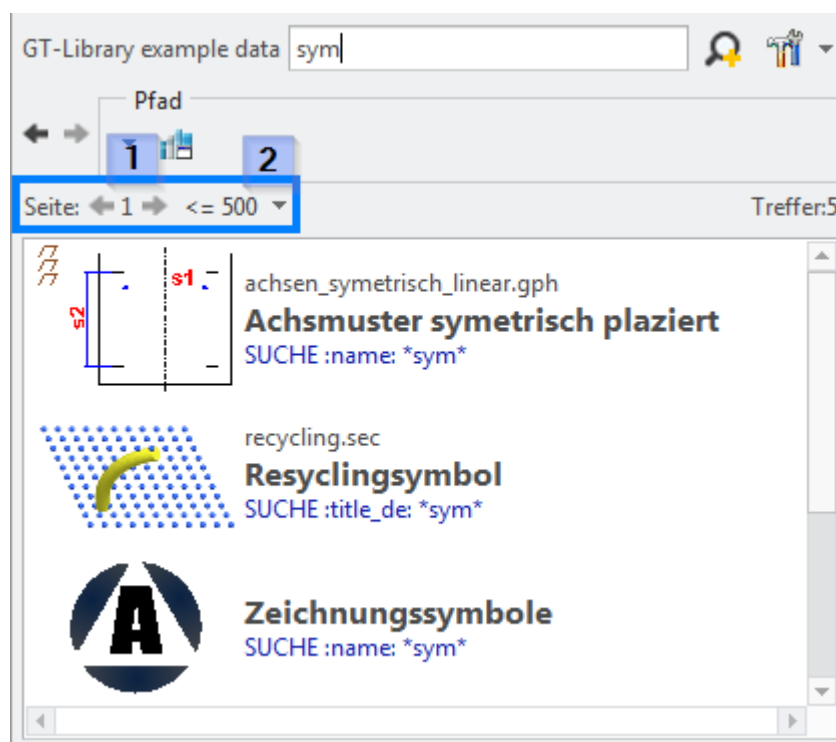 GT-Library example data sym
Pfad
1 2
Seite: 1 <= 500 Treffer:5
s1
s2
achsen_symetrisch_linear.gph
Achsmuster symetrisch plaziert
SUCHE :name: *sym*
recycling.sec
Resyclingsymbol
SUCHE :title_de: *sym*
A
Zeichnungssymbole
SUCHE :name: *sym*